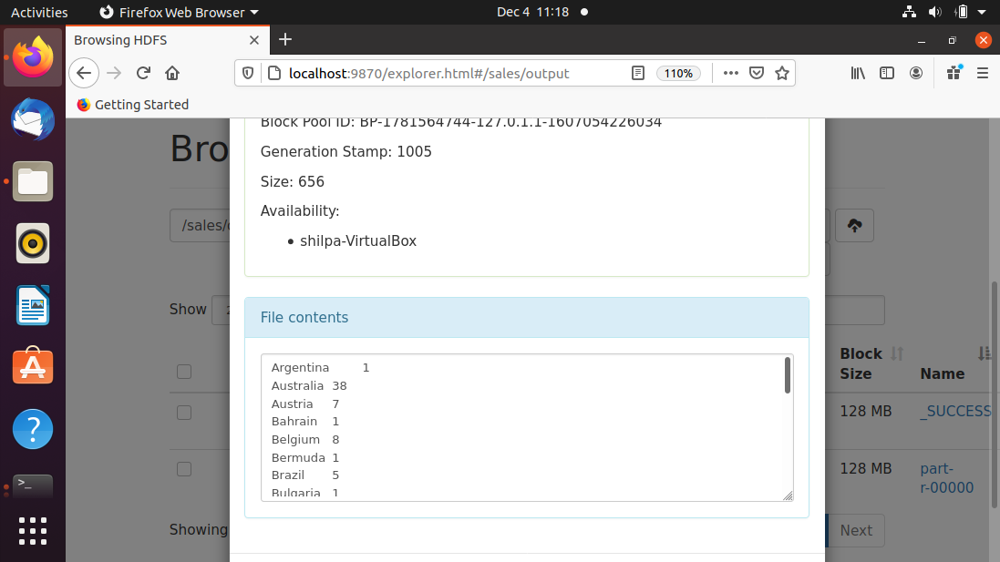 Activities
Firefox Web Browser
Dec 4 11:18
Browsing HDFS
localhost:9870/explorer.html#/sales/output
110%
Getting Started
Bro
/sales/
Show
Block Size
Name
128 MB
_SUCCESS
128 MB
part-
r-00000
Showing
Next
Block Pool ID: BP-1781564744-127.0.1.1-1607054226034
Generation Stamp: 1005
Size: 656
Availability:
shilpa-VirtualBox
File contents
Argentina 1
Australia 38
Austria 7
Bahrain 1
Belgium 8
Bermuda 1
Brazil 5
Bulgaria 1